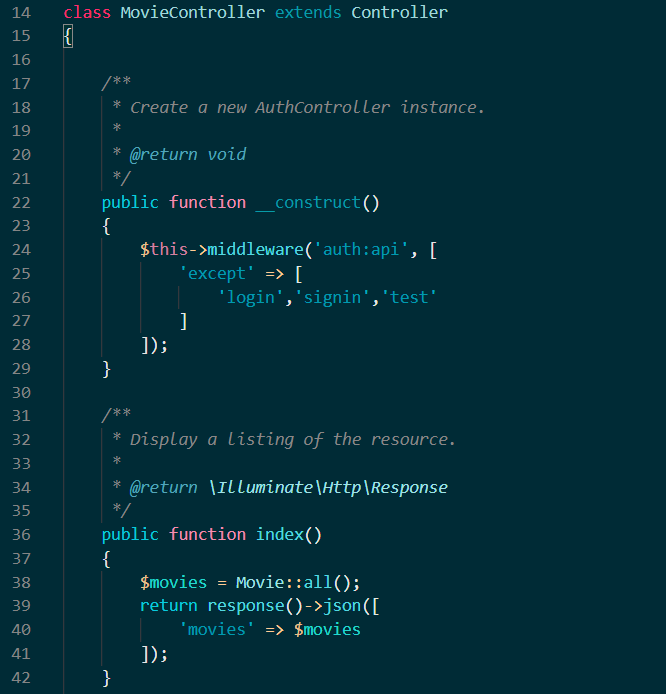 14 class MovieController extends Controller
15 {
16
17     /**
18      * Create a new AuthController instance.
19      *
20      * @return void
21      */
22     public function __construct()
23     {
24         $this->middleware('auth:api', [
25             'except' => [
26                 'login','signin','test'
27             ]
28         ]);
29     }
30
31     /**
32      * Display a listing of the resource.
33      *
34      * @return \Illuminate\Http\Response
35      */
36     public function index()
37     {
38         $movies = Movie::all();
39         return response()->json([
40             'movies' => $movies
41         ]);
42     }